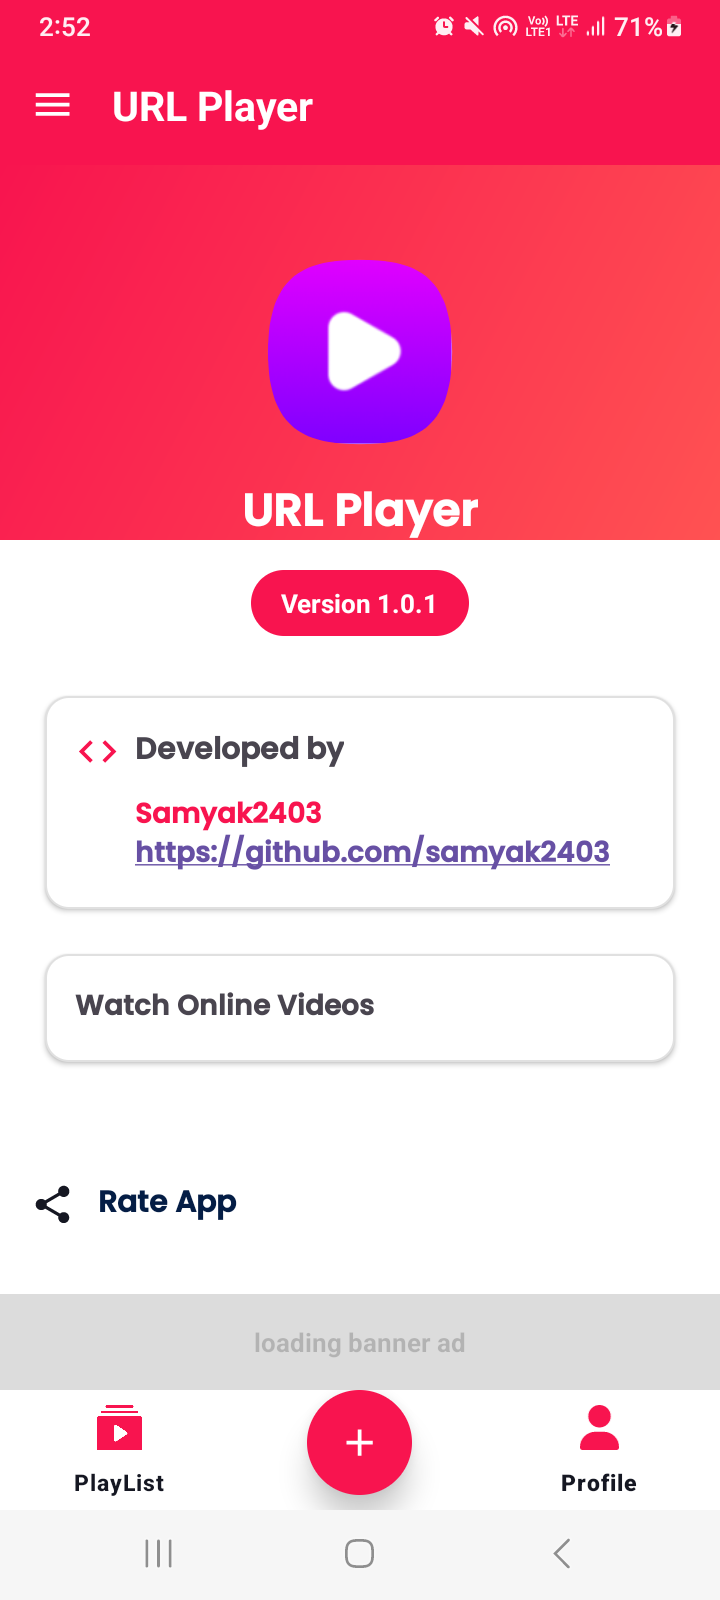 2:52
Vo)) LTE1 LTE 71%
URL Player
URL Player
Version 1.0.1
Developed by
Samyak2403
https://github.com/samyak2403
Watch Online Videos
Rate App
loading banner ad
PlayList
Profile